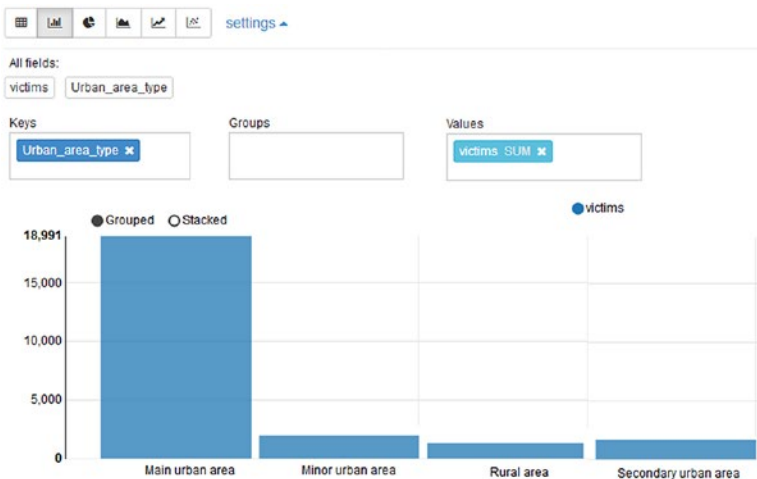 settings
All fields:
victims Urban_area_type
Keys Groups Values
Urban_area_type ✖ victims SUM ✖
Grouped Stacked victims
18,991
15,000
10,000
5,000
0
Main urban area Minor urban area Rural area Secondary urban area